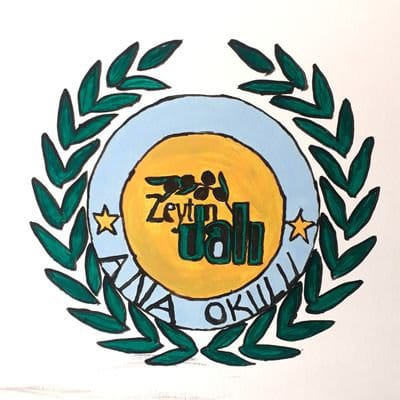 Zeytin
dalı
ANA OKULU